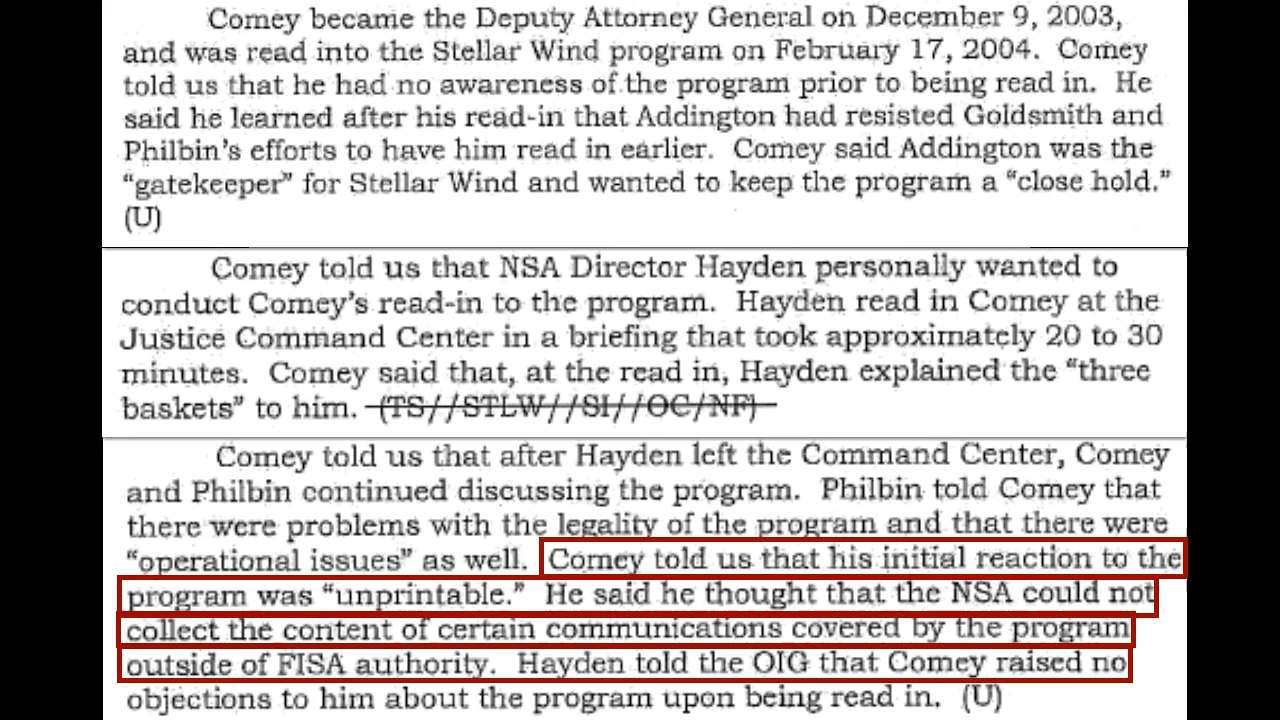 Comey became the Deputy Attorney General on December 9, 2003,
and was read into the Stellar Wind program on February 17, 2004. Comey
told us that he had no awareness of the program prior to being read in. He
said he learned after his read-in that Addington had resisted Goldsmith and
Philbin's efforts to have him read in earlier. Comey said Addington was the
“gatekeeper” for Stellar Wind and wanted to keep the program a “close hold.”
(U)
Comey told us that NSA Director Hayden personally wanted to
conduct Comey's read-in to the program. Hayden read in Comey at the
Justice Command Center in a briefing that took approximately 20 to 30
minutes. Comey said that, at the read in, Hayden explained the “three
baskets” to him. (TS//STLW//SI//OC/NF)
Comey told us that after Hayden left the Command Center, Comey
and Philbin continued discussing the program. Philbin told Comey that
there were problems with the legality of the program and that there were
“operational issues” as well. Comey told us that his initial reaction to the
program was “unprintable.” He said he thought that the NSA could not
collect the content of certain communications covered by the program
outside of FISA authority. Hayden told the OIG that Comey raised no
objections to him about the program upon being read in. (U)